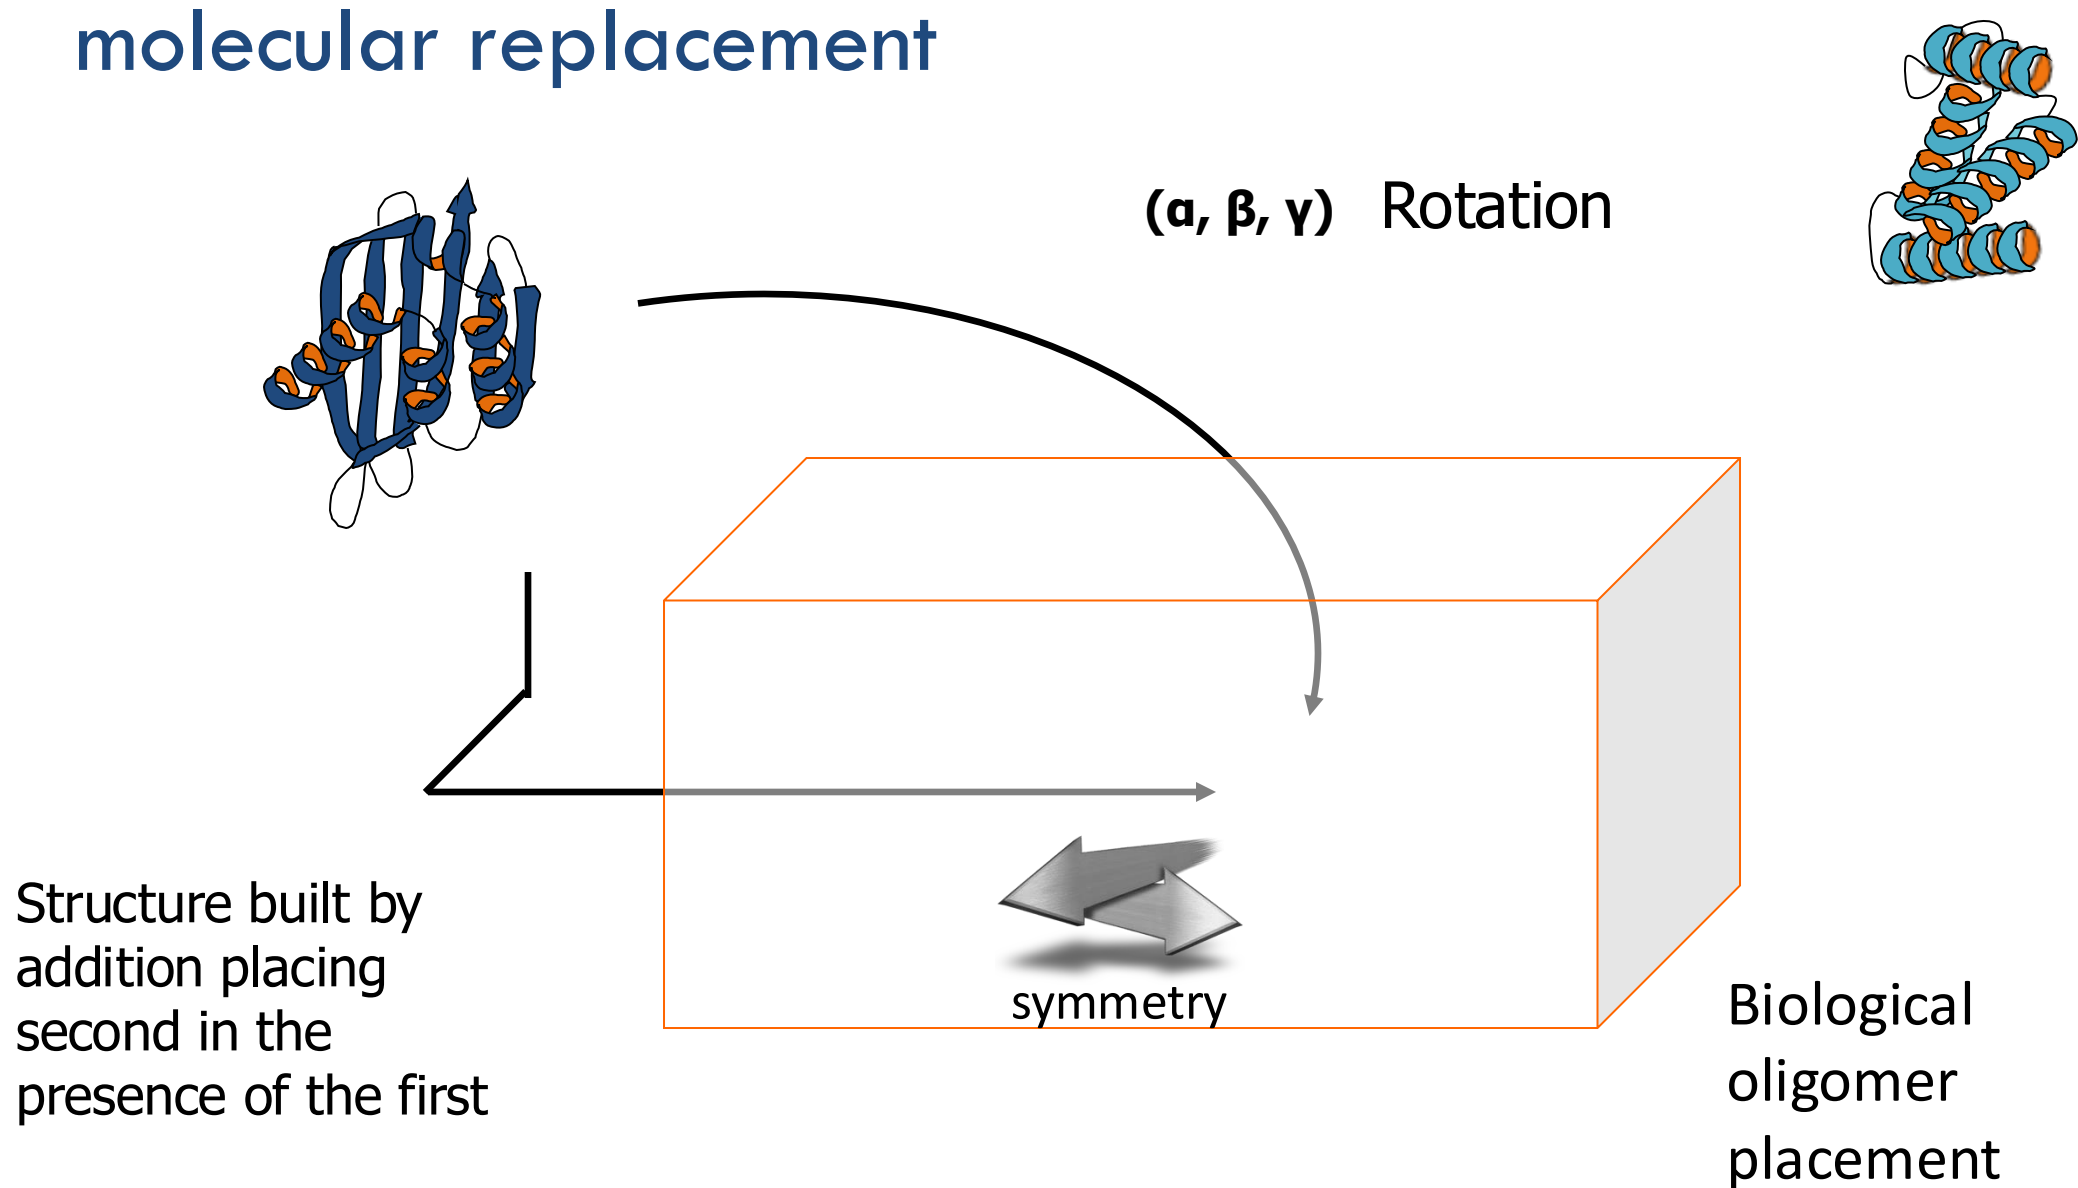 molecular replacement
(α, β, γ) Rotation
symmetry
Structure built by
addition placing
second in the
presence of the first
Biological
oligomer
placement